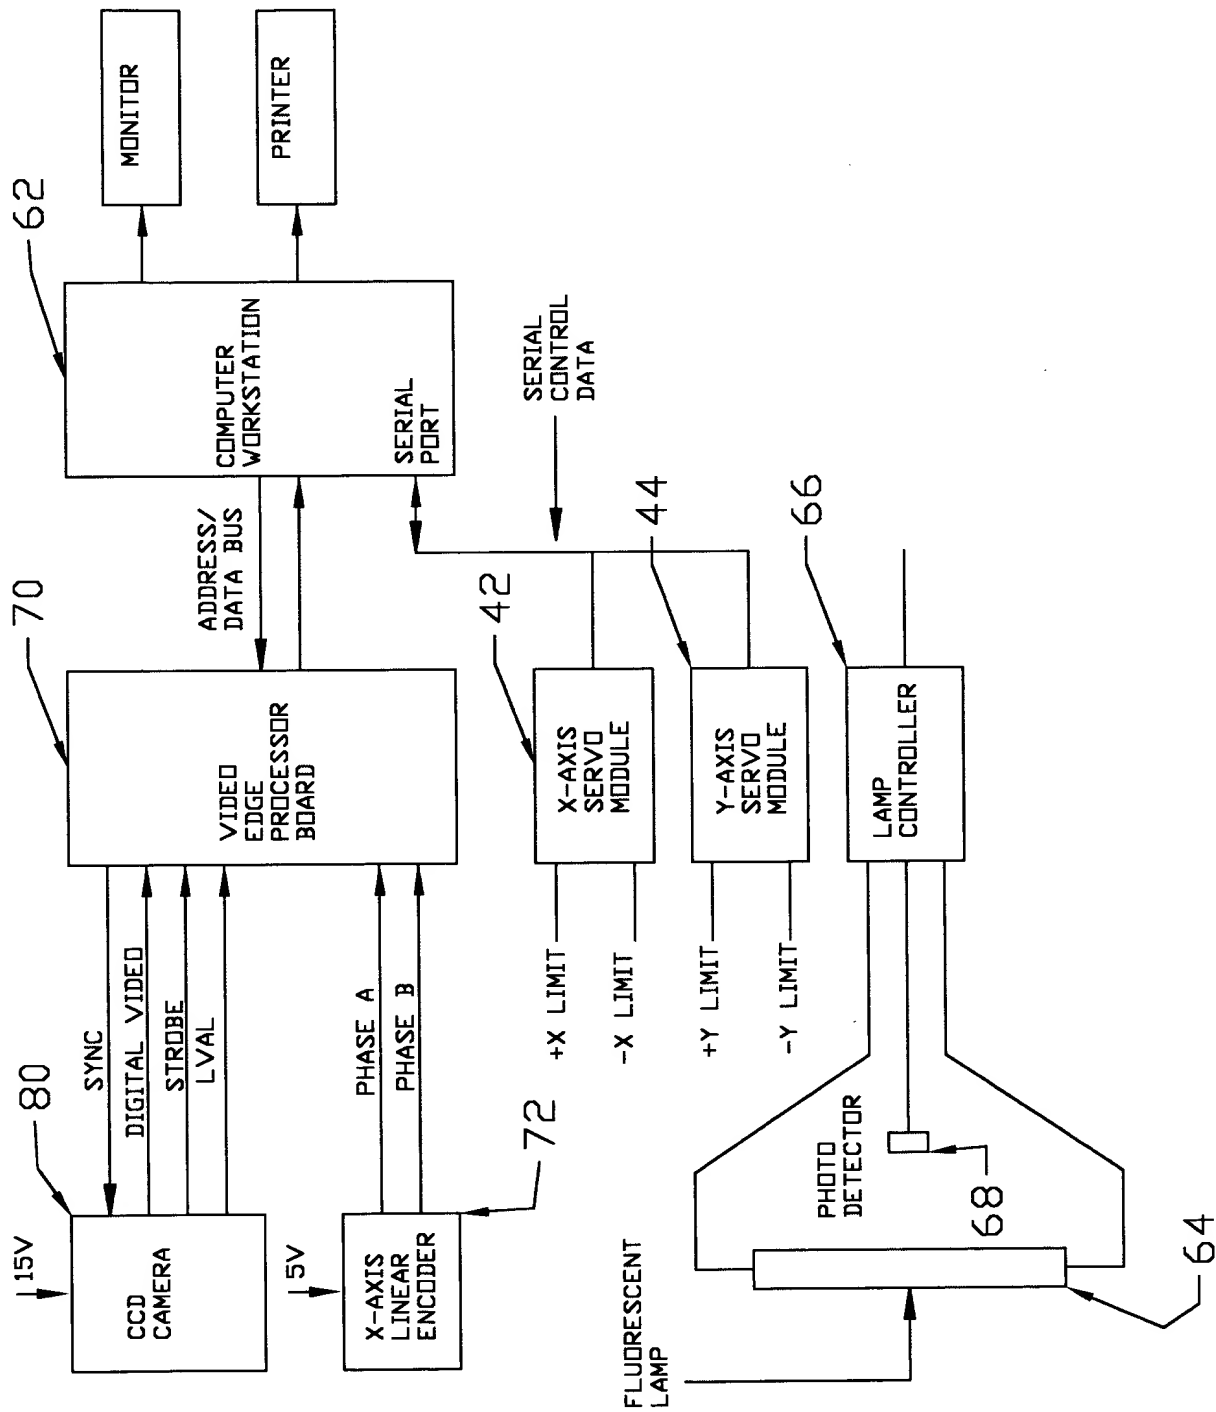 15V
80
CCD
CAMERA
SYNC
DIGITAL VIDEO
STROBE
LVAL
70
VIDEO
EDGE
PROCESSOR
BOARD
ADDRESS/
DATA BUS
62
COMPUTER
WORKSTATION
SERIAL
PORT
MONITOR
PRINTER
5V
X-AXIS
LINEAR
ENCODER
72
PHASE A
PHASE B
SERIAL
CONTROL
DATA
42
X-AXIS
SERVO
MODULE
+X LIMIT
-X LIMIT
44
Y-AXIS
SERVO
MODULE
+Y LIMIT
-Y LIMIT
66
LAMP
CONTROLLER
PHOTO
DETECTOR
68
FLUORESCENT
LAMP
64